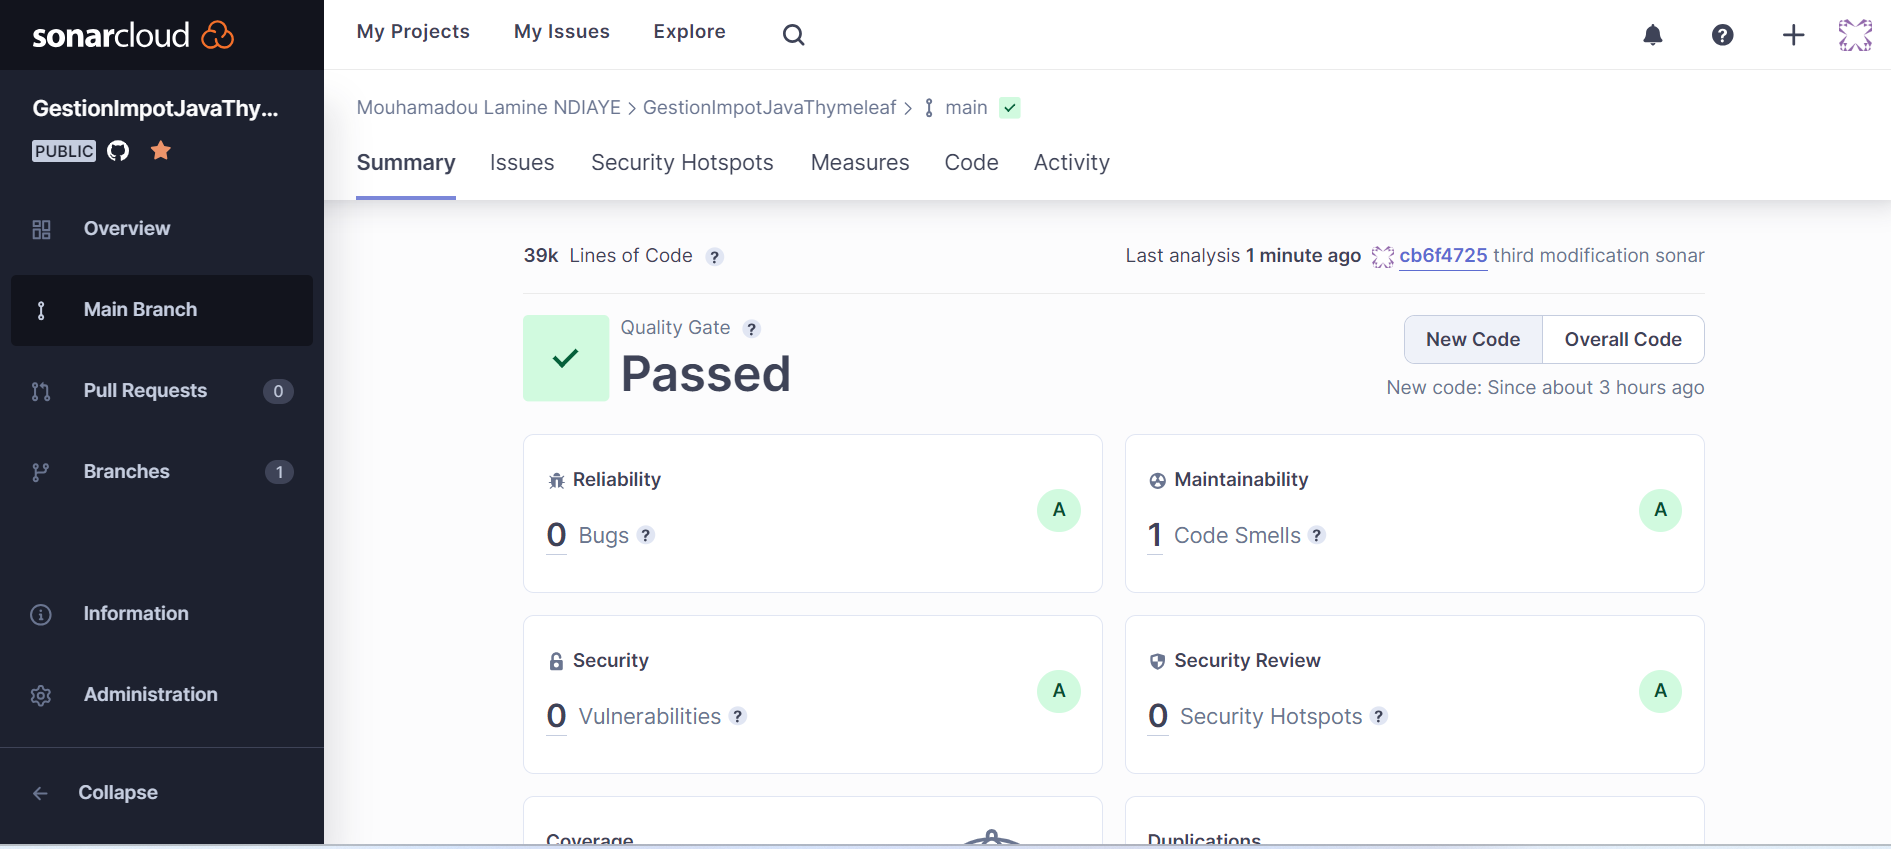 sonarcloud
My Projects My Issues Explore
GestionImpotJavaThy...
PUBLIC
Overview
Main Branch
Pull Requests 0
Branches 1
Information
Administration
Collapse
Mouhamadou Lamine NDIAYE > GestionImpotJavaThymeleaf > main
Summary Issues Security Hotspots Measures Code Activity
39k Lines of Code ?
Last analysis 1 minute ago cb6f4725 third modification sonar
Quality Gate ?
Passed
New Code Overall Code
New code: Since about 3 hours ago
Reliability
0 Bugs ?
A
Maintainability
1 Code Smells ?
A
Security
0 Vulnerabilities ?
A
Security Review
0 Security Hotspots ?
A
Coverage
Duplications